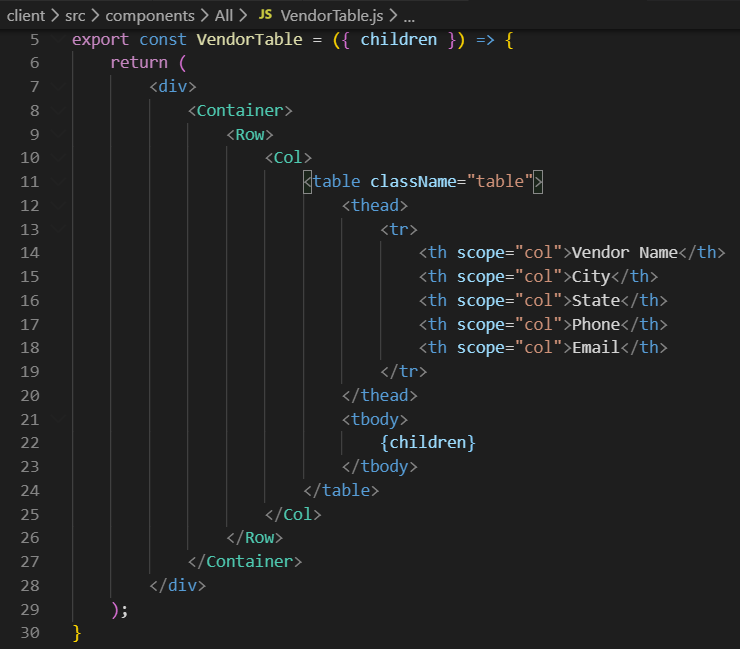 client > src > components > All > JS VendorTable.js > ...
5 export const VendorTable = ({ children }) => {
6     return (
7         <div>
8             <Container>
9                 <Row>
10                     <Col>
11                         <table className="table">
12                             <thead>
13                                 <tr>
14                                     <th scope="col">Vendor Name</th>
15                                     <th scope="col">City</th>
16                                     <th scope="col">State</th>
17                                     <th scope="col">Phone</th>
18                                     <th scope="col">Email</th>
19                                 </tr>
20                             </thead>
21                             <tbody>
22                                 {children}
23                             </tbody>
24                         </table>
25                     </Col>
26                 </Row>
27             </Container>
28         </div>
29     );
30 }